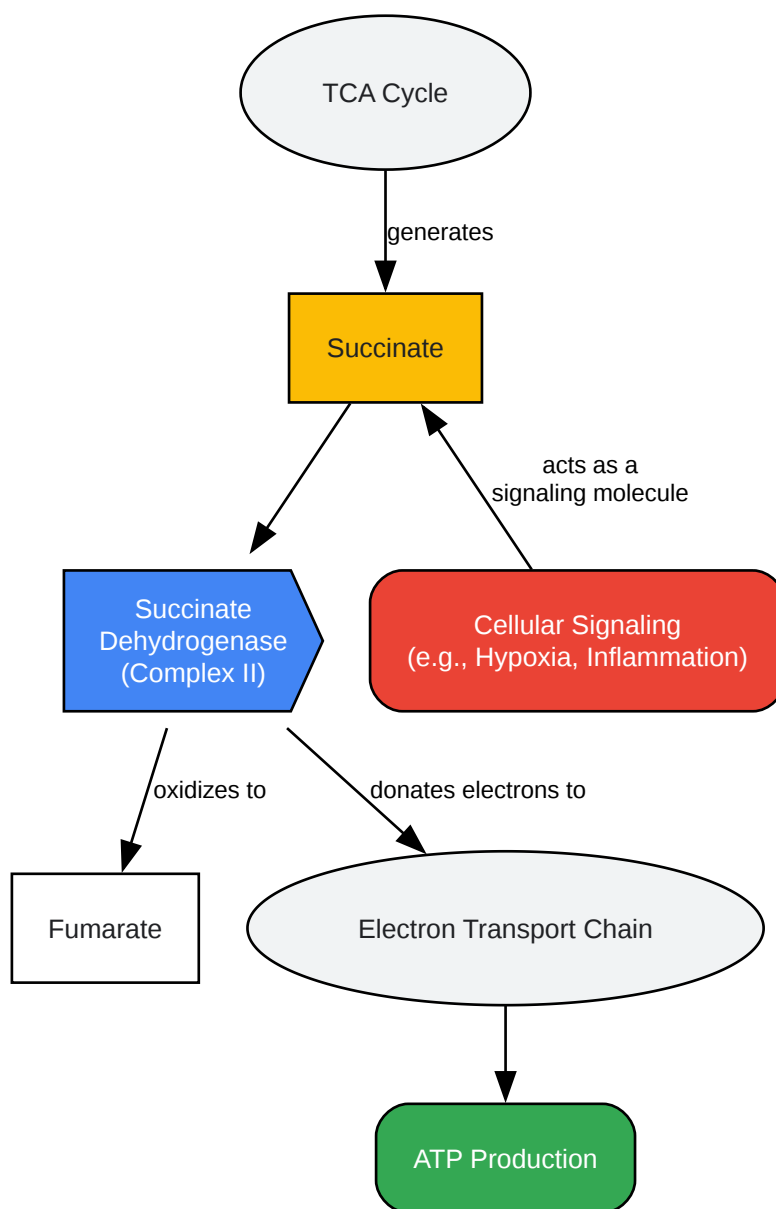 TCA Cycle
generates
Succinate
acts as a
signaling molecule
Succinate
Dehydrogenase
(Complex II)
Cellular Signaling
(e.g., Hypoxia, Inflammation)
oxidizes to
donates electrons to
Fumarate
Electron Transport Chain
ATP Production